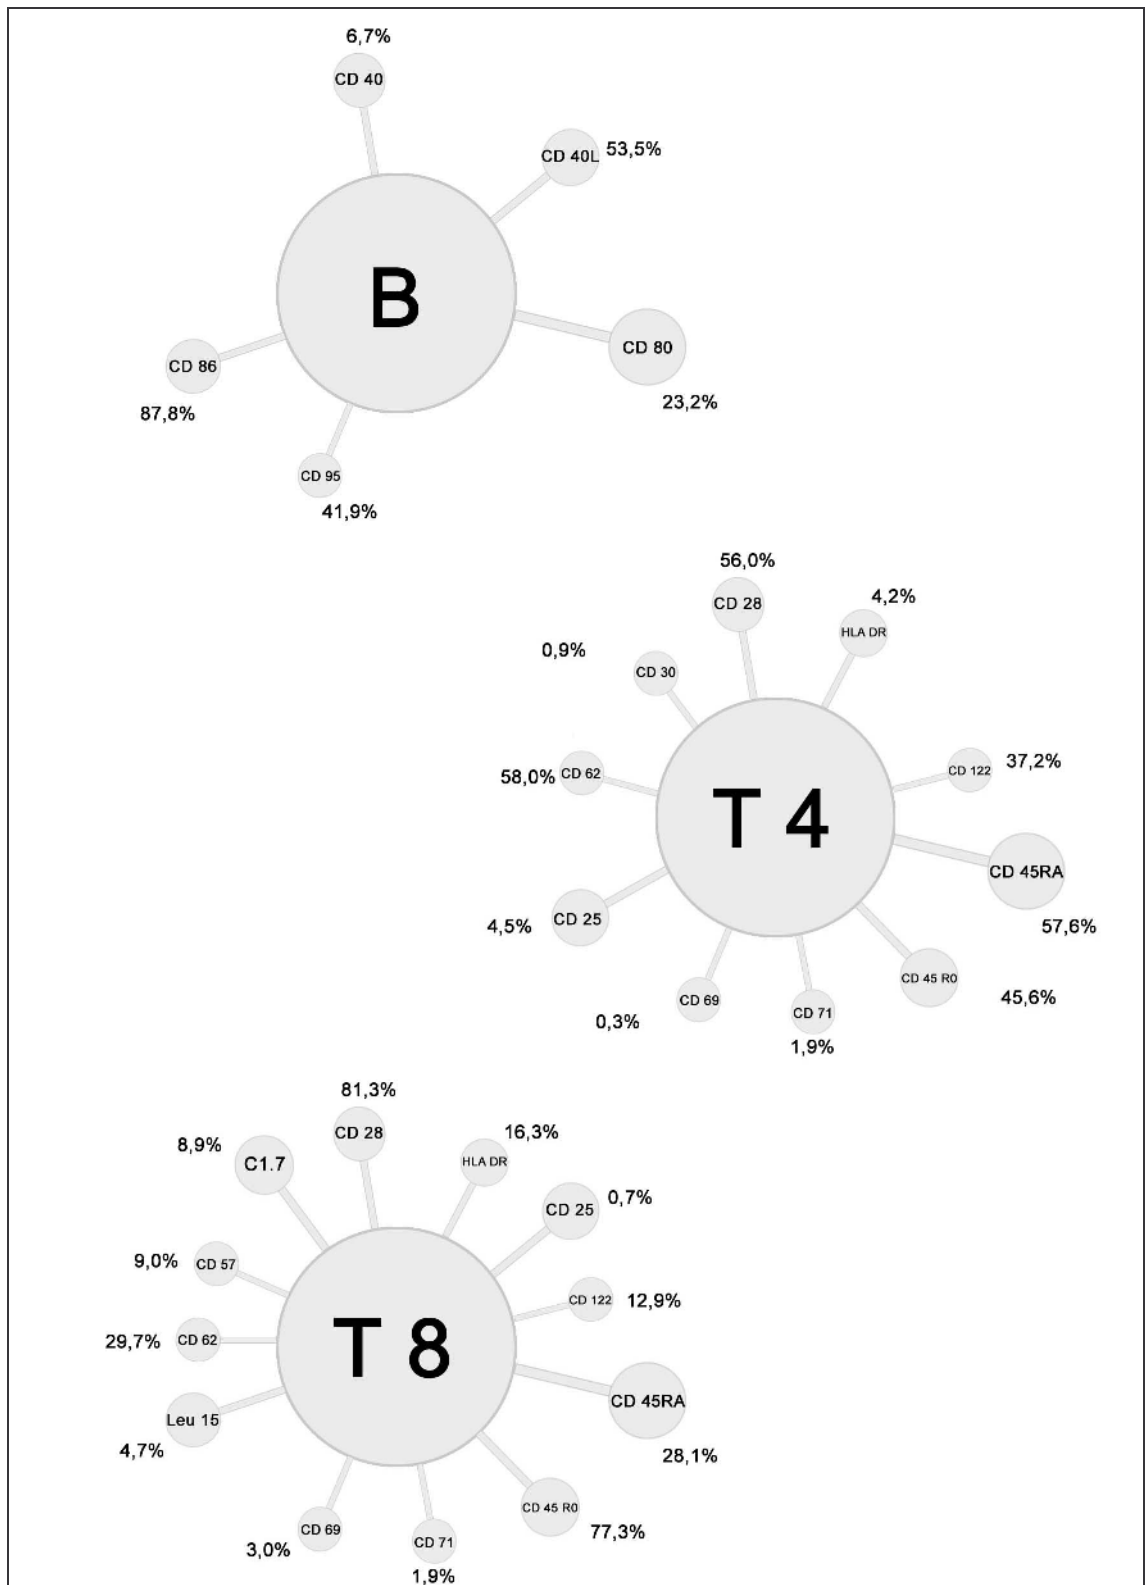 6,7%
CD 40
CD 40L
53,5%
B
CD 80
23,2%
CD 86
87,8%
CD 95
41,9%
56,0%
CD 28
4,2%
HLA DR
0,9%
CD 30
58,0%
CD 62
CD 122
37,2%
T 4
CD 45RA
57,6%
CD 25
4,5%
CD 45 R0
45,6%
CD 69
0,3%
CD 71
1,9%
81,3%
CD 28
8,9%
C1.7
16,3%
HLA DR
CD 25
0,7%
9,0%
CD 57
CD 122
12,9%
29,7%
CD 62
T 8
CD 45RA
28,1%
Leu 15
4,7%
CD 45 R0
77,3%
CD 69
3,0%
CD 71
1,9%